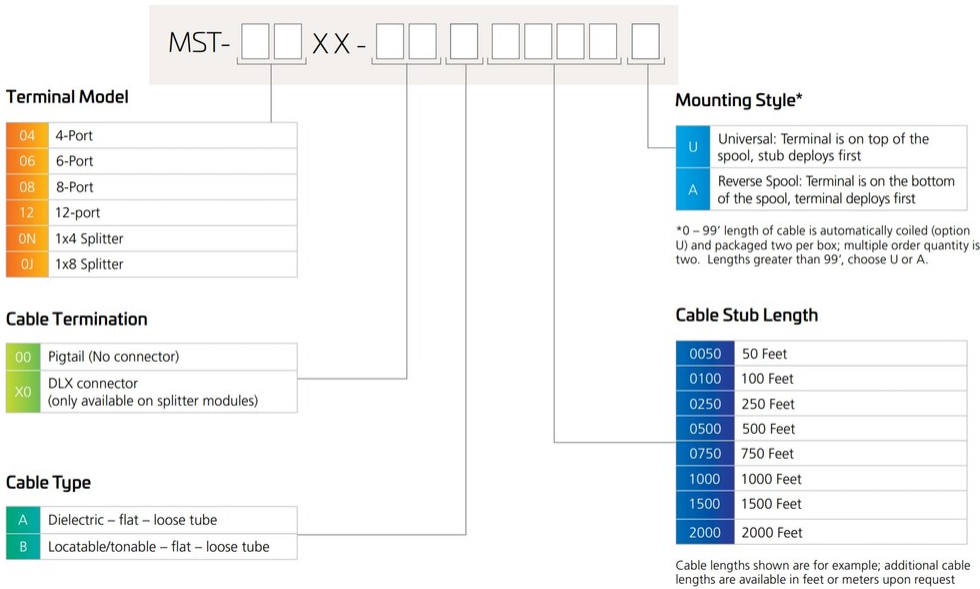 MST- XX -
Terminal Model
04 4-Port
06 6-Port
08 8-Port
12 12-port
0N 1x4 Splitter
0J 1x8 Splitter
Cable Termination
00 Pigtail (No connector)
X0 DLX connector
(only available on splitter modules)
Cable Type
A Dielectric – flat – loose tube
B Locatable/tonable – flat – loose tube
Mounting Style*
U Universal: Terminal is on top of the
spool, stub deploys first
A Reverse Spool: Terminal is on the bottom
of the spool, terminal deploys first
*0 – 99’ length of cable is automatically coiled (option
U) and packaged two per box; multiple order quantity is
two. Lengths greater than 99’, choose U or A.
Cable Stub Length
0050 50 Feet
0100 100 Feet
0250 250 Feet
0500 500 Feet
0750 750 Feet
1000 1000 Feet
1500 1500 Feet
2000 2000 Feet
Cable lengths shown are for example; additional cable
lengths are available in feet or meters upon request